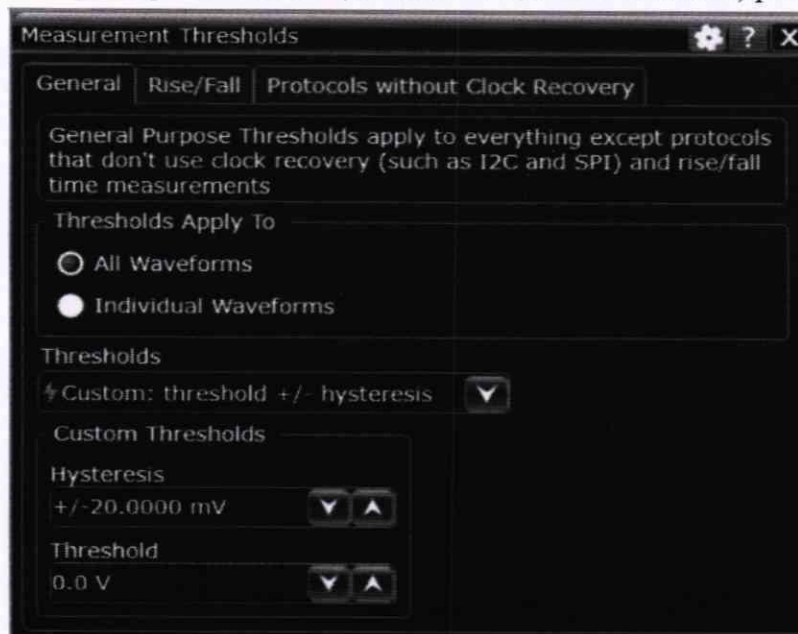 Measurement Thresholds ? X
General Rise/Fall Protocols without Clock Recovery
General Purpose Thresholds apply to everything except protocols
that don't use clock recovery (such as I2C and SPI) and rise/fall
time measurements
Thresholds Apply To
All Waveforms
Individual Waveforms
Thresholds
Custom: threshold +/- hysteresis
Custom Thresholds
Hysteresis
+/-20.0000 mV
Threshold
0.0 V